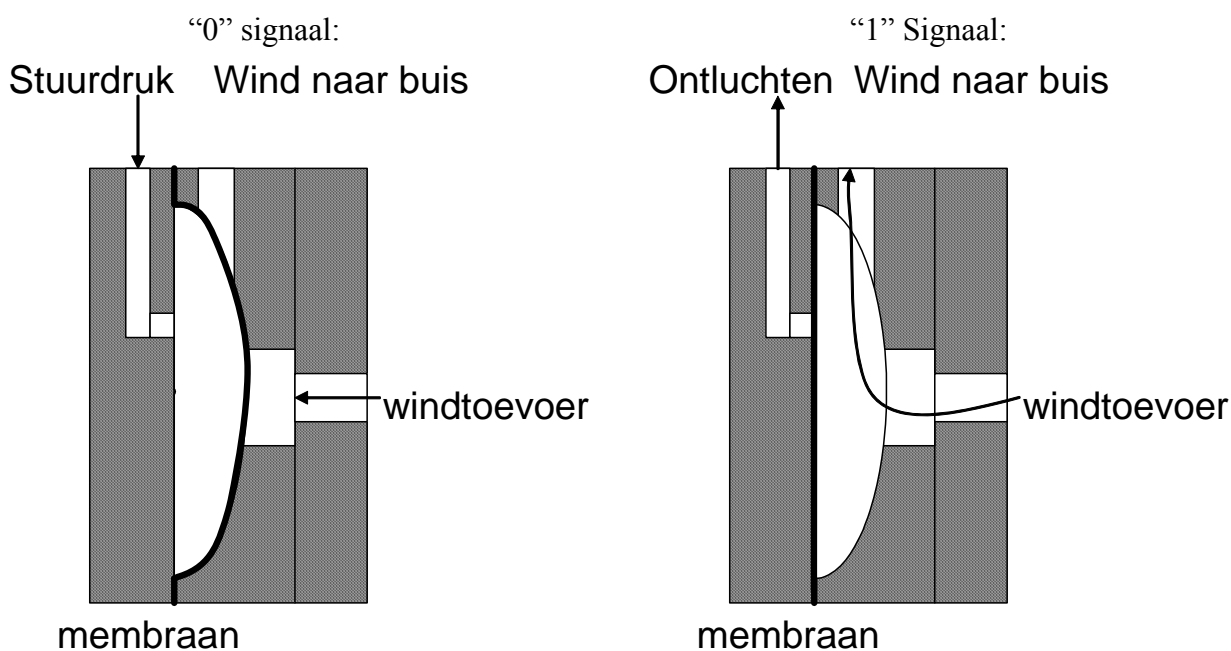 “0” signaal:
Stuurdruk Wind naar buis
windtoevoer
membraan
“1” Signaal:
Ontluchten Wind naar buis
windtoevoer
membraan